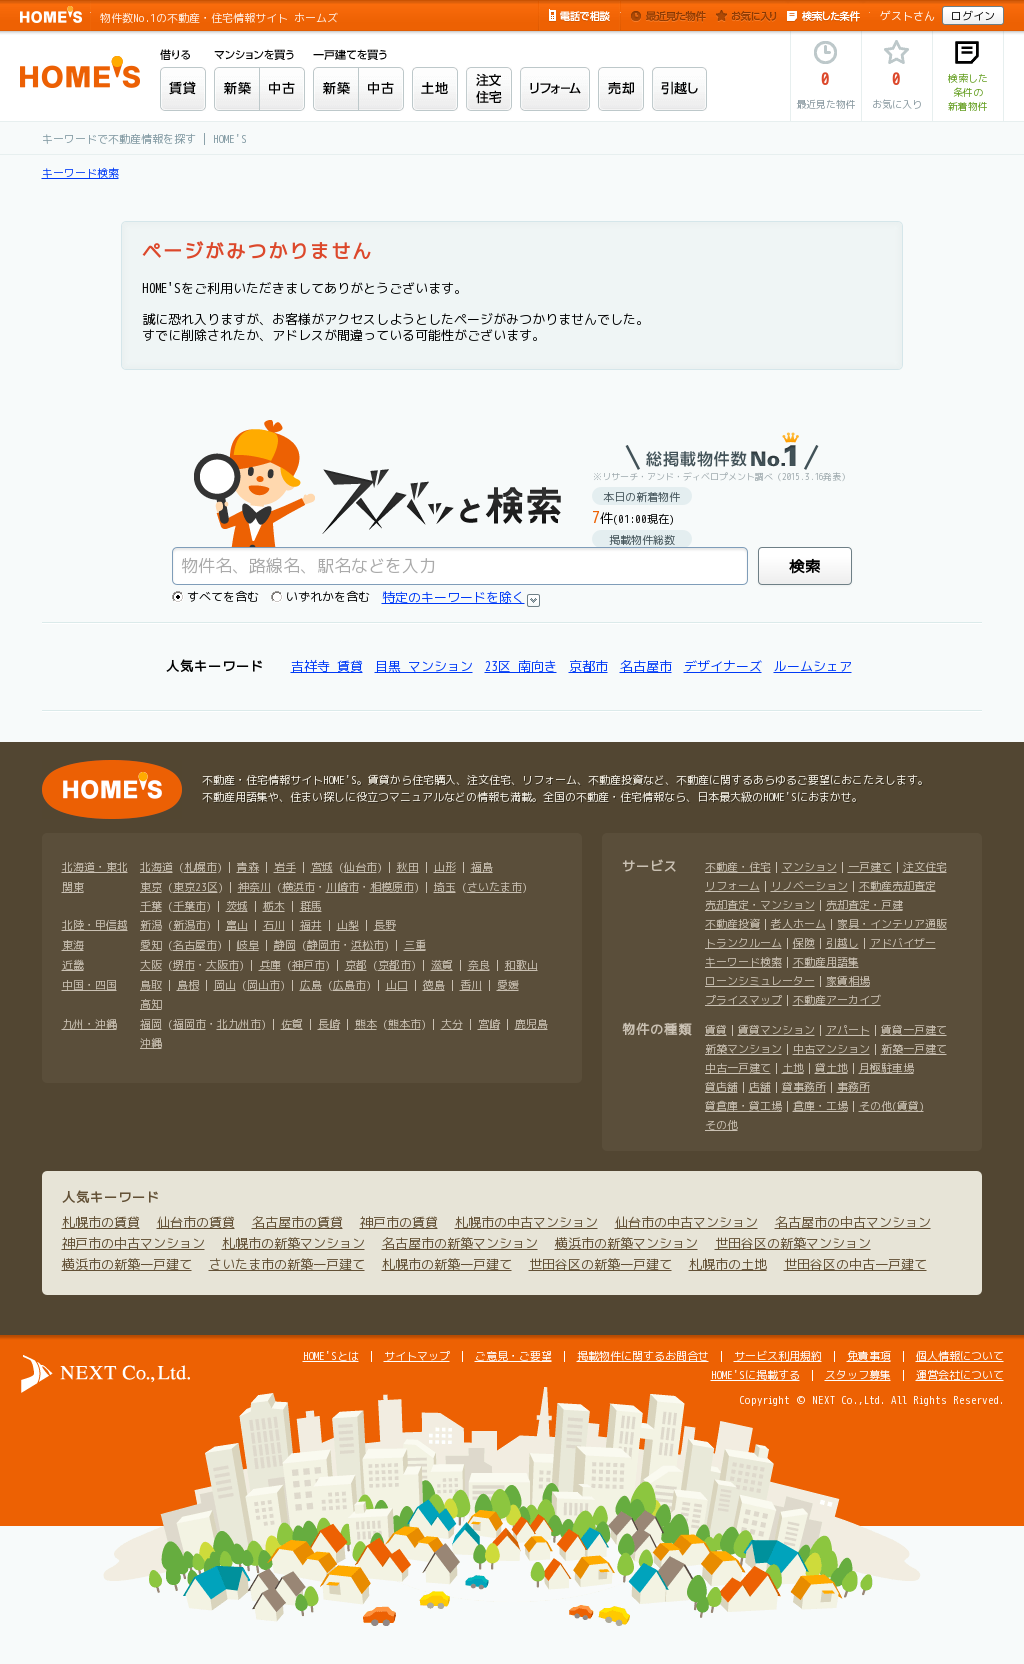 HOME'S 物件数No.1の不動産・住宅情報サイト ホームズ 電話で相談 最近見た物件 お気に入り 検索した条件 ゲストさん ログイン
HOME'S
借りる マンションを買う 一戸建てを買う
賃貸 新築 中古 新築 中古 土地 注文住宅 リフォーム 売却 引越し
0 最近見た物件
0 お気に入り
検索した条件の新着物件
キーワードで不動産情報を探す | HOME'S
キーワード検索
ページがみつかりません
HOME'Sをご利用いただきましてありがとうございます。
誠に恐れ入りますが、お客様がアクセスしようとしたページがみつかりませんでした。
すでに削除されたか、アドレスが間違っている可能性がございます。
ズバッと検索
総掲載物件数No.1
※リサーチ・アンド・ディベロプメント調べ (2015.3.16発表)
本日の新着物件
7件(01:00現在)
掲載物件総数
物件名、路線名、駅名などを入力 検索
すべてを含む いずれかを含む 特定のキーワードを除く
人気キーワード 吉祥寺 賃貸 目黒 マンション 23区 南向き 京都市 名古屋市 デザイナーズ ルームシェア
HOME'S
不動産・住宅情報サイトHOME'S。賃貸から住宅購入、注文住宅、リフォーム、不動産投資など、不動産に関するあらゆるご要望におこたえします。
不動産用語集や、住まい探しに役立つマニュアルなどの情報も満載。全国の不動産・住宅情報なら、日本最大級のHOME'Sにおまかせ。
北海道・東北 北海道 (札幌市) | 青森 | 岩手 | 宮城 (仙台市) | 秋田 | 山形 | 福島
関東 東京 (東京23区) | 神奈川 (横浜市・川崎市・相模原市) | 埼玉 (さいたま市)
千葉 (千葉市) | 茨城 | 栃木 | 群馬
北陸・甲信越 新潟 (新潟市) | 富山 | 石川 | 福井 | 山梨 | 長野
東海 愛知 (名古屋市) | 岐阜 | 静岡 (静岡市・浜松市) | 三重
近畿 大阪 (堺市・大阪市) | 兵庫 (神戸市) | 京都 (京都市) | 滋賀 | 奈良 | 和歌山
中国・四国 鳥取 | 島根 | 岡山 (岡山市) | 広島 (広島市) | 山口 | 徳島 | 香川 | 愛媛
高知
九州・沖縄 福岡 (福岡市・北九州市) | 佐賀 | 長崎 | 熊本 (熊本市) | 大分 | 宮崎 | 鹿児島
沖縄
サービス 不動産・住宅 | マンション | 一戸建て | 注文住宅
リフォーム | リノベーション | 不動産売却査定
売却査定・マンション | 売却査定・戸建
不動産投資 | 老人ホーム | 家具・インテリア通販
トランクルーム | 保険 | 引越し | アドバイザー
キーワード検索 | 不動産用語集
ローンシミュレーター | 家賃相場
プライスマップ | 不動産アーカイブ
物件の種類 賃貸 | 賃貸マンション | アパート | 賃貸一戸建て
新築マンション | 中古マンション | 新築一戸建て
中古一戸建て | 土地 | 貸土地 | 月極駐車場
貸店舗 | 店舗 | 貸事務所 | 事務所
貸倉庫・貸工場 | 倉庫・工場 | その他(賃貸)
その他
人気キーワード
札幌市の賃貸 仙台市の賃貸 名古屋市の賃貸 神戸市の賃貸 札幌市の中古マンション 仙台市の中古マンション 名古屋市の中古マンション
神戸市の中古マンション 札幌市の新築マンション 名古屋市の新築マンション 横浜市の新築マンション 世田谷区の新築マンション
横浜市の新築一戸建て さいたま市の新築一戸建て 札幌市の新築一戸建て 世田谷区の新築一戸建て 札幌市の土地 世田谷区の中古一戸建て
NEXT Co.,Ltd.
HOME'Sとは | サイトマップ | ご意見・ご要望 | 掲載物件に関するお問合せ | サービス利用規約 | 免責事項 | 個人情報について
HOME'Sに掲載する | スタッフ募集 | 運営会社について
Copyright © NEXT Co.,Ltd. All Rights Reserved.